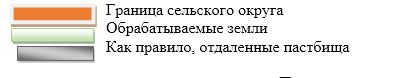 Граница сельского округа
Обрабатываемые земли
Как правило, отдаленные пастбища